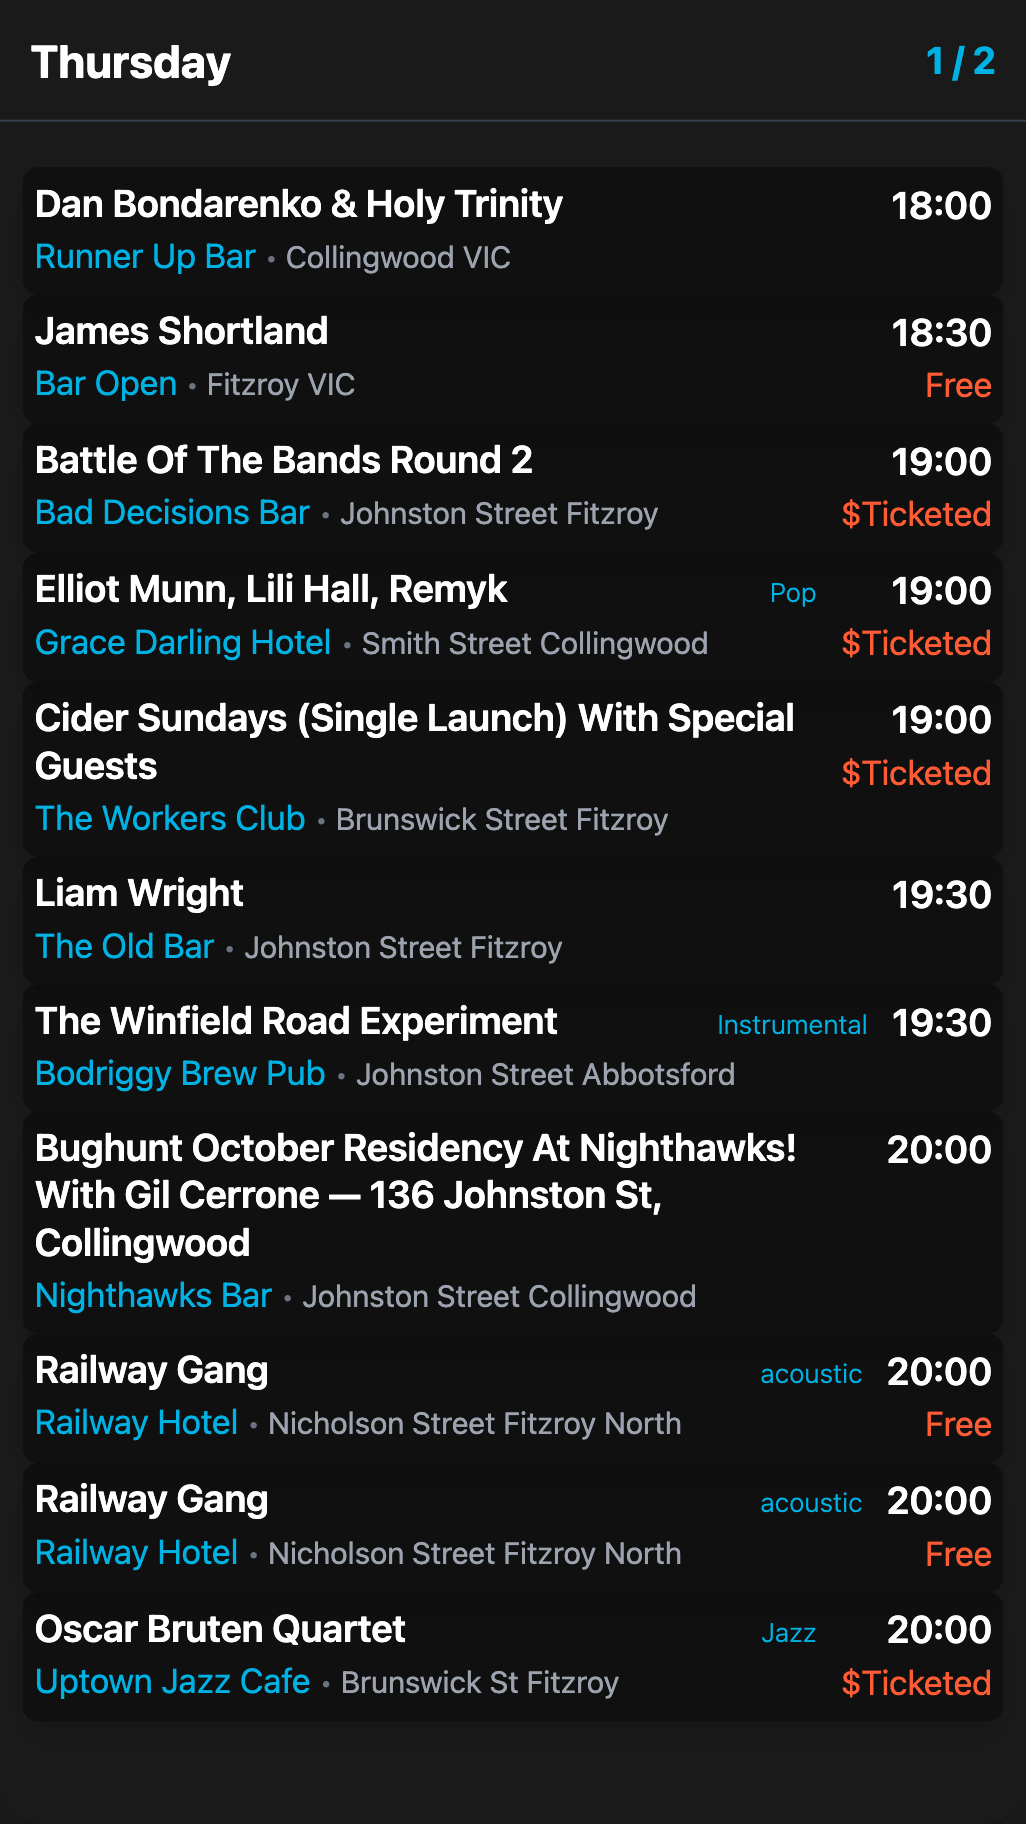 Thursday 1 / 2
Dan Bondarenko & Holy Trinity 18:00
Runner Up Bar • Collingwood VIC
James Shortland 18:30
Bar Open • Fitzroy VIC Free
Battle Of The Bands Round 2 19:00
Bad Decisions Bar • Johnston Street Fitzroy $Ticketed
Elliot Munn, Lili Hall, Remyk Pop 19:00
Grace Darling Hotel • Smith Street Collingwood $Ticketed
Cider Sundays (Single Launch) With Special 19:00
Guests $Ticketed
The Workers Club • Brunswick Street Fitzroy
Liam Wright 19:30
The Old Bar • Johnston Street Fitzroy
The Winfield Road Experiment Instrumental 19:30
Bodriggy Brew Pub • Johnston Street Abbotsford
Bughunt October Residency At Nighthawks! 20:00
With Gil Cerrone — 136 Johnston St,
Collingwood
Nighthawks Bar • Johnston Street Collingwood
Railway Gang acoustic 20:00
Railway Hotel • Nicholson Street Fitzroy North Free
Railway Gang acoustic 20:00
Railway Hotel • Nicholson Street Fitzroy North Free
Oscar Bruten Quartet Jazz 20:00
Uptown Jazz Cafe • Brunswick St Fitzroy $Ticketed